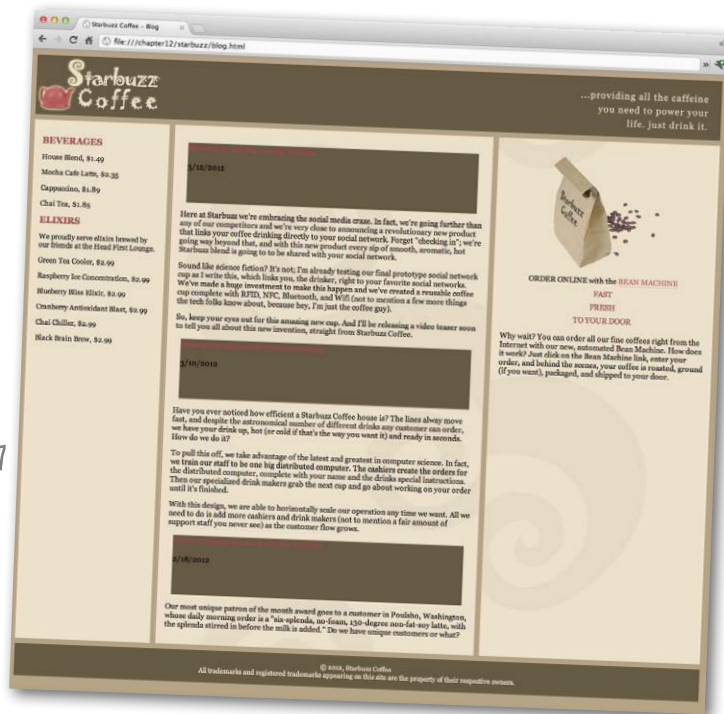 Starbuzz Coffee - Blog
file:///chapter12/starbuzz/blog.html
Starbuzz
Coffee
...providing all the caffeine
you need to power your
life. just drink it.
BEVERAGES
House Blend, $1.49
Mocha Cafe Latte, $2.35
Cappuccino, $1.89
Chai Tea, $1.85
ELIXIRS
We proudly serve elixirs brewed by
our friends at the Head First Lounge.
Green Tea Cooler, $2.99
Raspberry Ice Concentration, $2.99
Blueberry Bliss Elixir, $2.99
Cranberry Antioxidant Blast, $2.99
Chai Chiller, $2.99
Black Brain Brew, $2.99
5/12/2012
Here at Starbuzz we're embracing the social media craze. In fact, we're going further than
any of our competitors and we're very close to announcing a revolutionary new product
that links your coffee drinking directly to your social network. Forget "checking in"; we're
going way beyond that, and with this new product every sip of smooth, aromatic, hot
Starbuzz blend is going to to be shared with your social network.
Sound like science fiction? It's not; I'm already testing our final prototype social network
cup as I write this, which links you, the drinker, right to your favorite social networks.
We've made a huge investment to make this happen and we've created a reusable coffee
cup complete with RFID, NFC, Bluetooth, and Wifi (not to mention a few more things
the tech folks know about, because hey, I'm just the coffee guy).
So, keep your eyes out for this amazing new cup. And I'll be releasing a video teaser soon
to tell you all about this new invention, straight from Starbuzz Coffee.
3/10/2012
Have you ever noticed how efficient a Starbuzz Coffee house is? The lines alway move
fast, and despite the astronomical number of different drinks any customer can order,
we have your drink up, hot (or cold if that's the way you want it) and ready in seconds.
How do we do it?
To pull this off, we take advantage of the latest and greatest in computer science. In fact,
we train our staff to be one big distributed computer. The cashiers create the orders for
the distributed computer, complete with your name and the drinks special instructions.
Then our specialized drink makers grab the next cup and go about working on your order
until it's finished.
With this design, we are able to horizontally scale our operation any time we want. All we
need to do is add more cashiers and drink makers (not to mention a fair amount of
support staff you never see) as the customer flow grows.
2/18/2012
Our most unique patron of the month award goes to a customer in Poulsbo, Washington,
whose daily morning order is a "six-splenda, no-foam, 130-degree non-fat-soy latte, with
the splenda stirred in before the milk is added." Do we have unique customers or what?
Starbuzz
Coffee
ORDER ONLINE with the BEAN MACHINE
FAST
FRESH
TO YOUR DOOR
Why wait? You can order all our fine coffees right from the
Internet with our new, automated Bean Machine. How does
it work? Just click on the Bean Machine link, enter your
order, and behind the scenes, your coffee is roasted, ground
(if you want), packaged, and shipped to your door.
© 2012, Starbuzz Coffee
All trademarks and registered trademarks appearing on this site are the property of their respective owners.